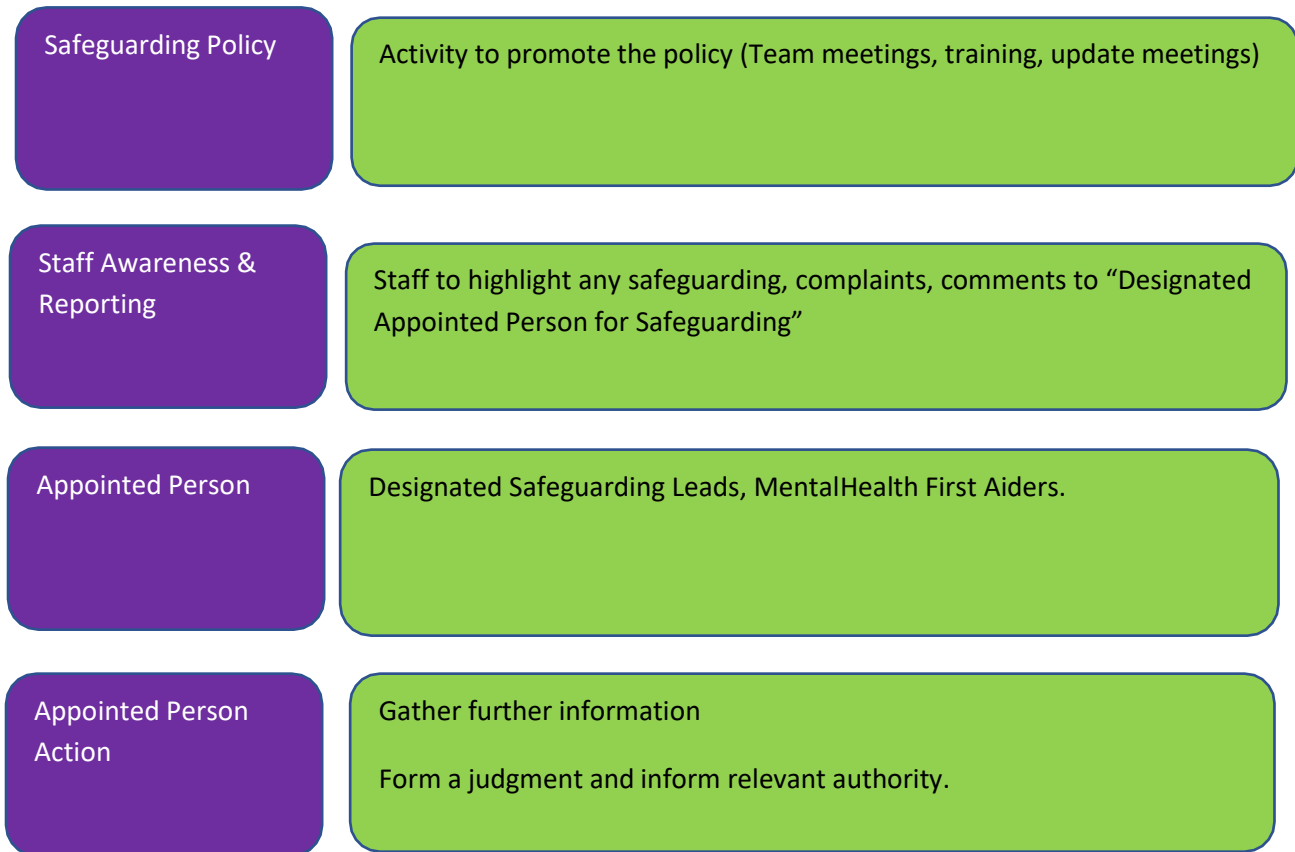 Safeguarding Policy
Activity to promote the policy (Team meetings, training, update meetings)
Staff Awareness &
Reporting
Staff to highlight any safeguarding, complaints, comments to “Designated
Appointed Person for Safeguarding”
Appointed Person
Designated Safeguarding Leads, MentalHealth First Aiders.
Appointed Person
Action
Gather further information
Form a judgment and inform relevant authority.